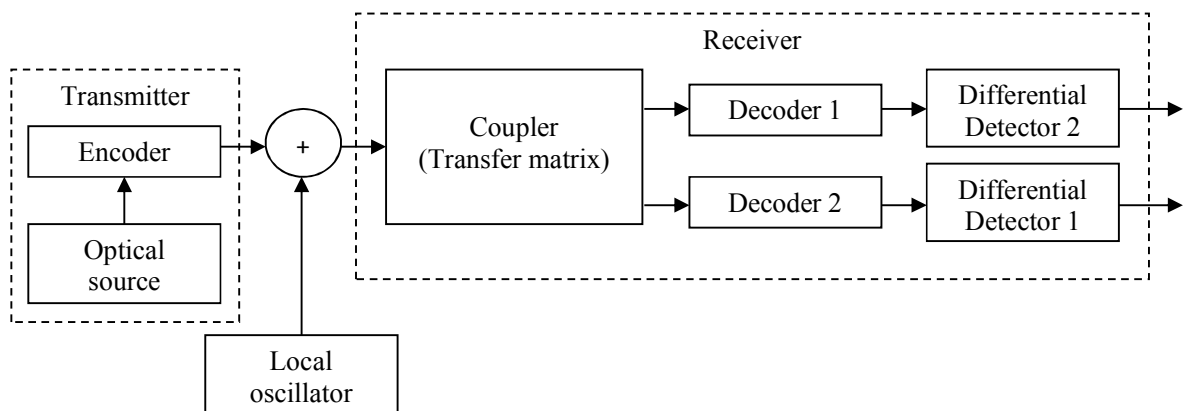 Receiver
Transmitter
Encoder
Optical
source
+
Local
oscillator
Coupler
(Transfer matrix)
Decoder 1
Differential
Detector 2
Decoder 2
Differential
Detector 1